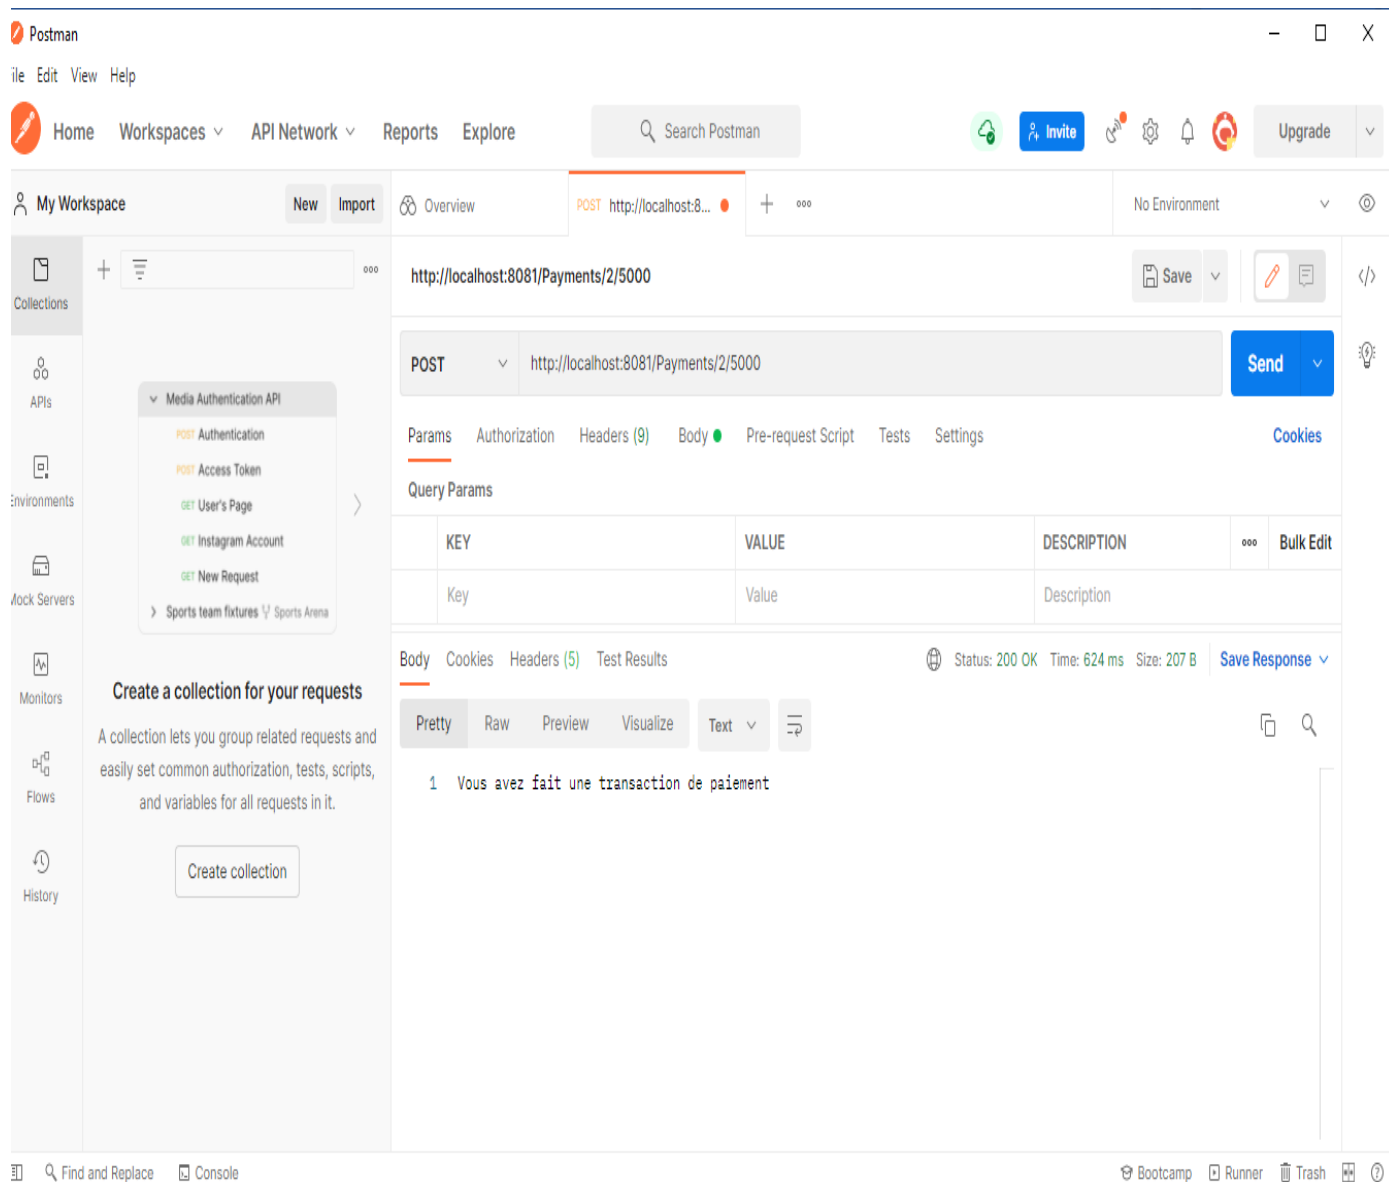 Postman
ile Edit View Help
Home Workspaces API Network Reports Explore Search Postman Invite Upgrade
My Workspace New Import Overview POST http://localhost:8... No Environment
Collections
APIs
Environments
Mock Servers
Monitors
Flows
History
Media Authentication API
POST Authentication
POST Access Token
GET User's Page
GET Instagram Account
GET New Request
Sports team fixtures Sports Arena
Create a collection for your requests
A collection lets you group related requests and
easily set common authorization, tests, scripts,
and variables for all requests in it.
Create collection
http://localhost:8081/Payments/2/5000 Save
POST http://localhost:8081/Payments/2/5000 Send
Params Authorization Headers (9) Body Pre-request Script Tests Settings Cookies
Query Params
KEY VALUE DESCRIPTION Bulk Edit
Key Value Description
Body Cookies Headers (5) Test Results Status: 200 OK Time: 624 ms Size: 207 B Save Response
Pretty Raw Preview Visualize Text
1 Vous avez fait une transaction de paiement
Find and Replace Console Bootcamp Runner Trash